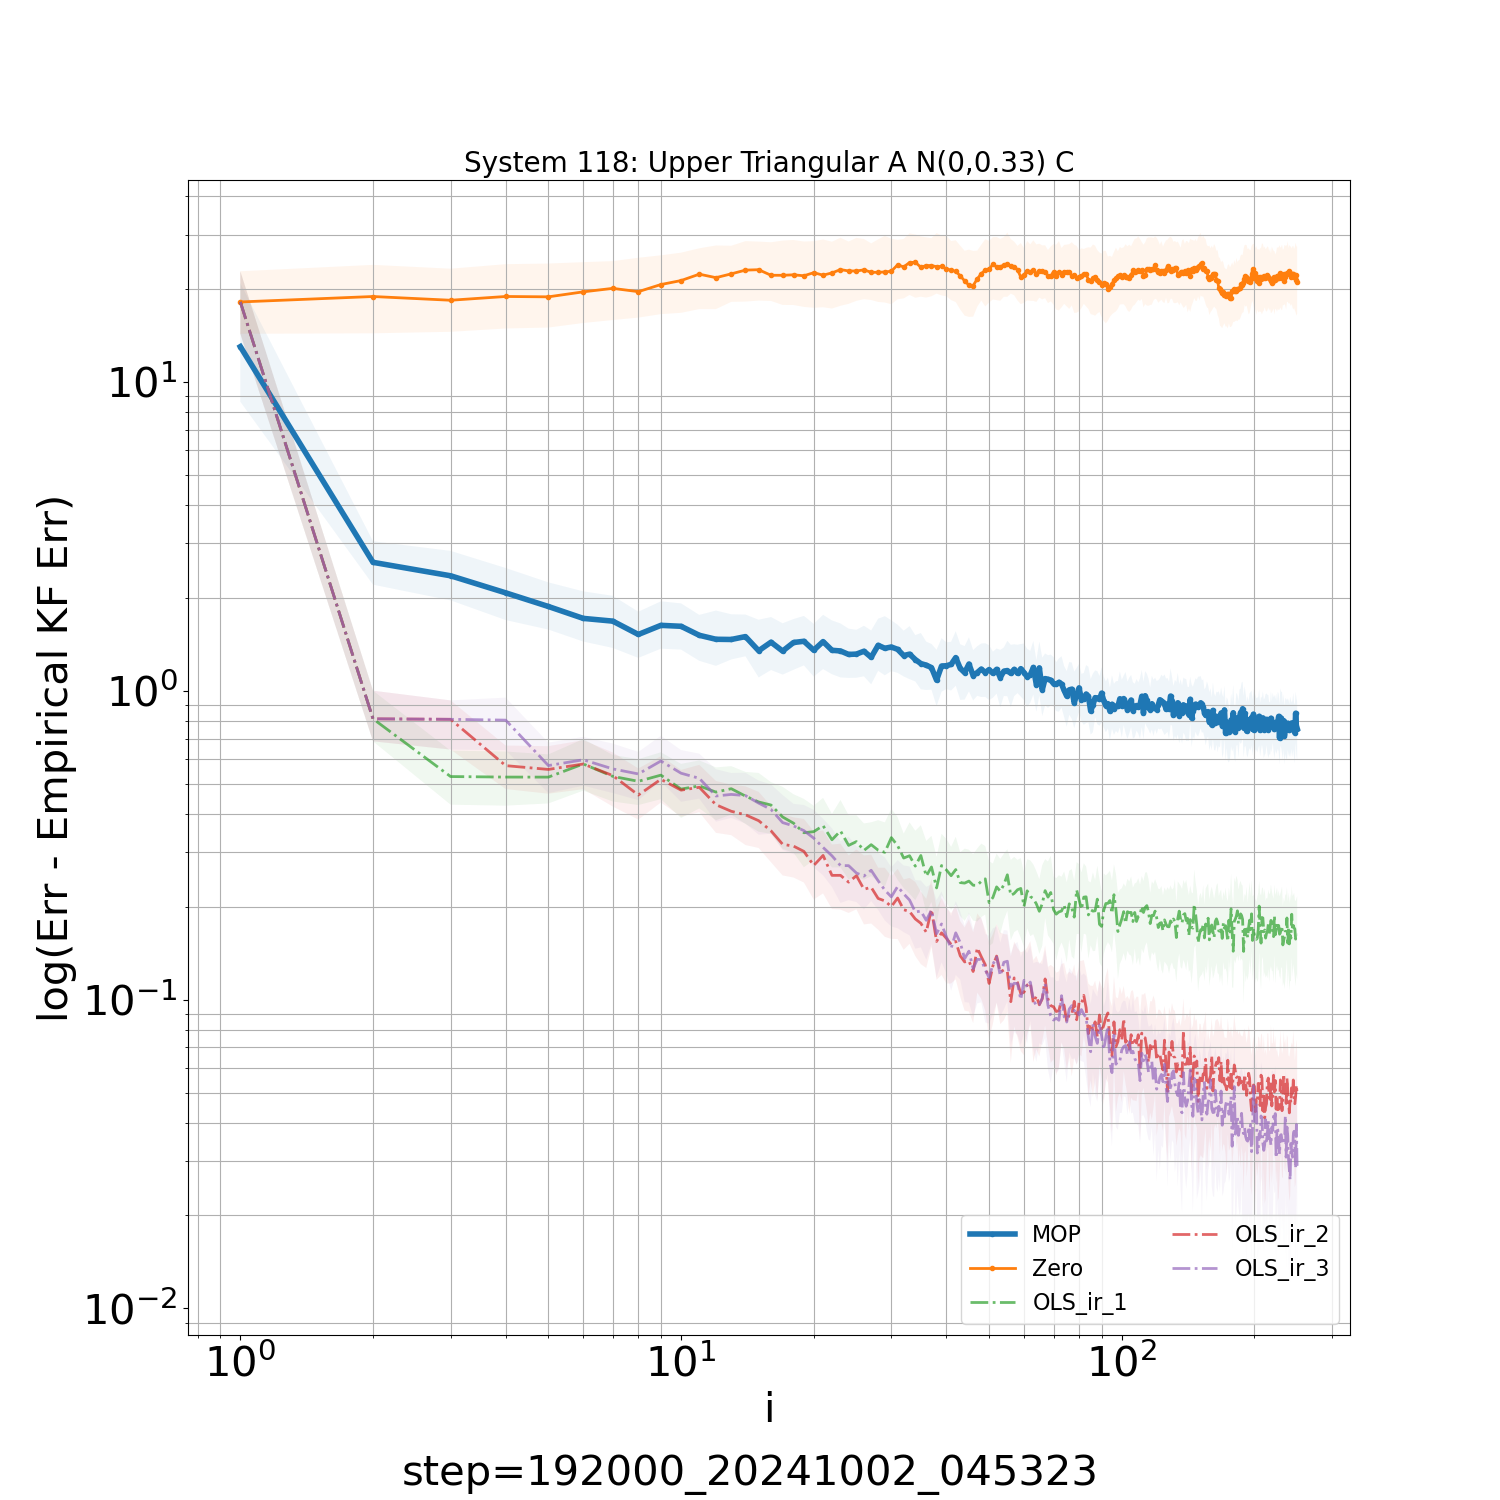 System 118: Upper Triangular A N(0,0.33) C
log(Err - Empirical KF Err)
10^1
10^0
10^−1
10^−2
MOP
Zero
OLS_ir_1
OLS_ir_2
OLS_ir_3
10^0 10^1 10^2
i
step=192000_20241002_045323